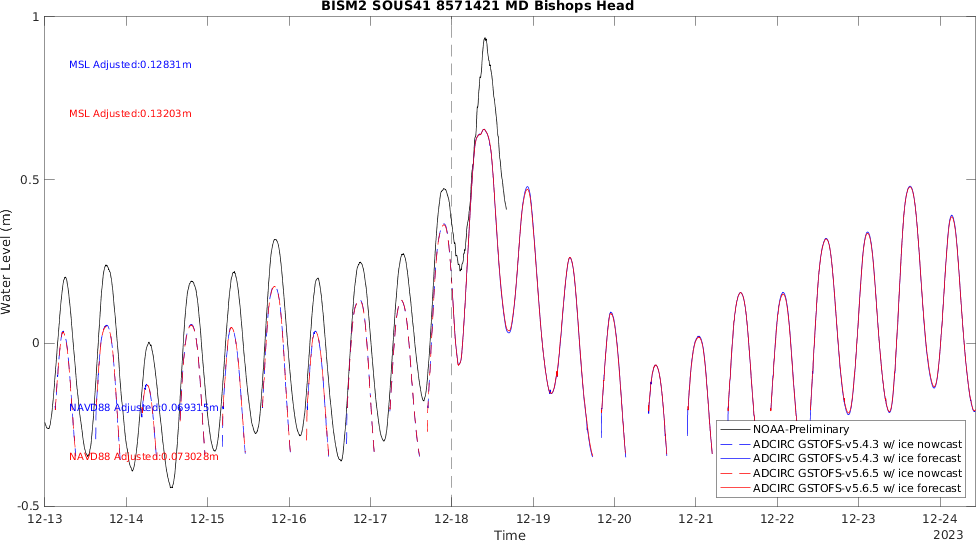 BISM2 SOUS41 8571421 MD Bishops Head
1
MSL Adjusted:0.12831m
MSL Adjusted:0.13203m
0.5
Water Level (m)
0
NAVD88 Adjusted:0.069315m
NOAA-Preliminary
ADCIRC GSTOFS-v5.4.3 w/ ice nowcast
NAVD88 Adjusted:0.073028m
ADCIRC GSTOFS-v5.4.3 w/ ice forecast
ADCIRC GSTOFS-v5.6.5 w/ ice nowcast
ADCIRC GSTOFS-v5.6.5 w/ ice forecast
-0.5
12-13 12-14 12-15 12-16 12-17 12-18 12-19 12-20 12-21 12-22 12-23 12-24
Time
2023